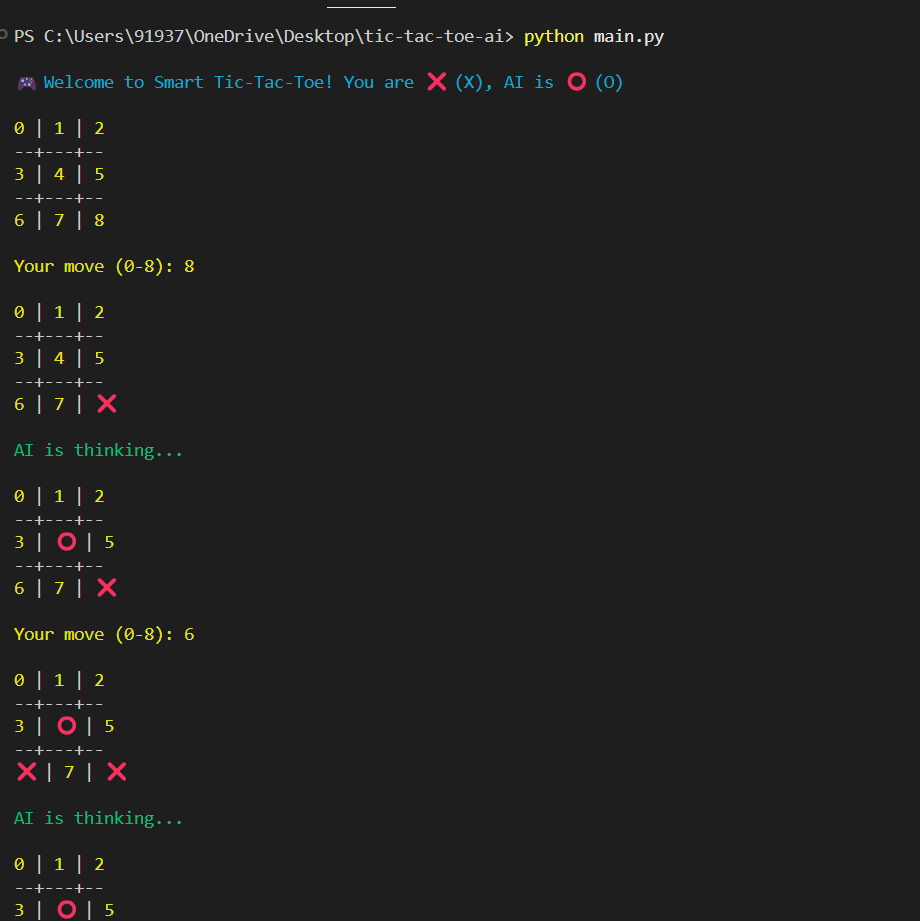 PS C:\Users\91937\OneDrive\Desktop\tic-tac-toe-ai> python main.py
🎮 Welcome to Smart Tic-Tac-Toe! You are ❌ (X), AI is ⭕ (O)
0 | 1 | 2
--+---+--
3 | 4 | 5
--+---+--
6 | 7 | 8
Your move (0-8): 8
0 | 1 | 2
--+---+--
3 | 4 | 5
--+---+--
6 | 7 | ❌
AI is thinking...
0 | 1 | 2
--+---+--
3 | ⭕ | 5
--+---+--
6 | 7 | ❌
Your move (0-8): 6
0 | 1 | 2
--+---+--
3 | ⭕ | 5
--+---+--
❌ | 7 | ❌
AI is thinking...
0 | 1 | 2
--+---+--
3 | ⭕ | 5